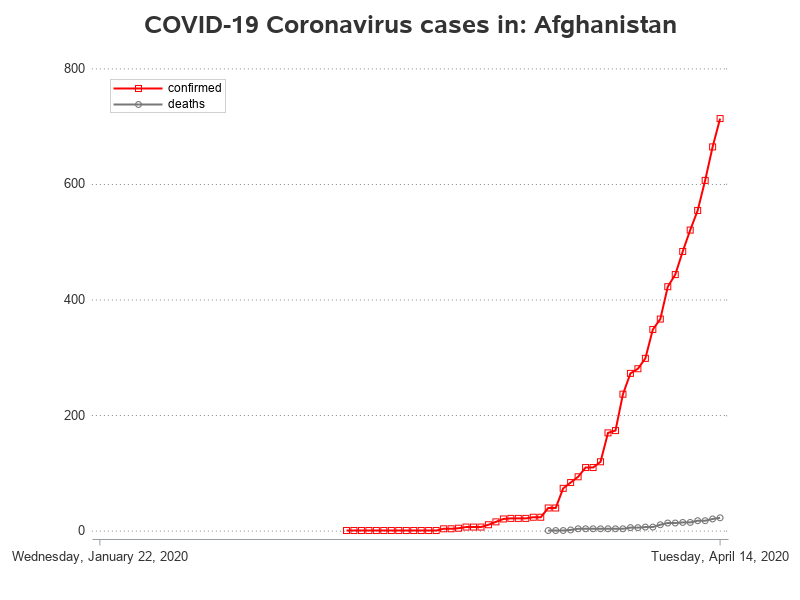 COVID-19 Coronavirus cases in: Afghanistan
800
confirmed
deaths
600
400
200
0
Wednesday, January 22, 2020
Tuesday, April 14, 2020